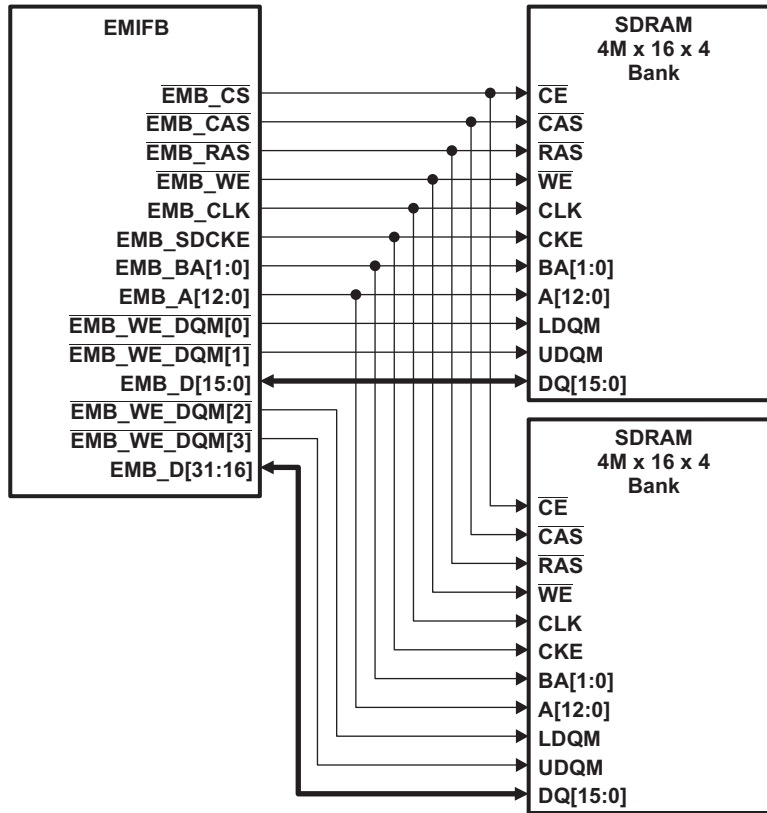 EMIFB
EMB_CS
EMB_CAS
EMB_RAS
EMB_WE
EMB_CLK
EMB_SDCKE
EMB_BA[1:0]
EMB_A[12:0]
EMB_WE_DQM[0]
EMB_WE_DQM[1]
EMB_D[15:0]
EMB_WE_DQM[2]
EMB_WE_DQM[3]
EMB_D[31:16]
SDRAM
4M x 16 x 4
Bank
CE
CAS
RAS
WE
CLK
CKE
BA[1:0]
A[12:0]
LDQM
UDQM
DQ[15:0]
SDRAM
4M x 16 x 4
Bank
CE
CAS
RAS
WE
CLK
CKE
BA[1:0]
A[12:0]
LDQM
UDQM
DQ[15:0]